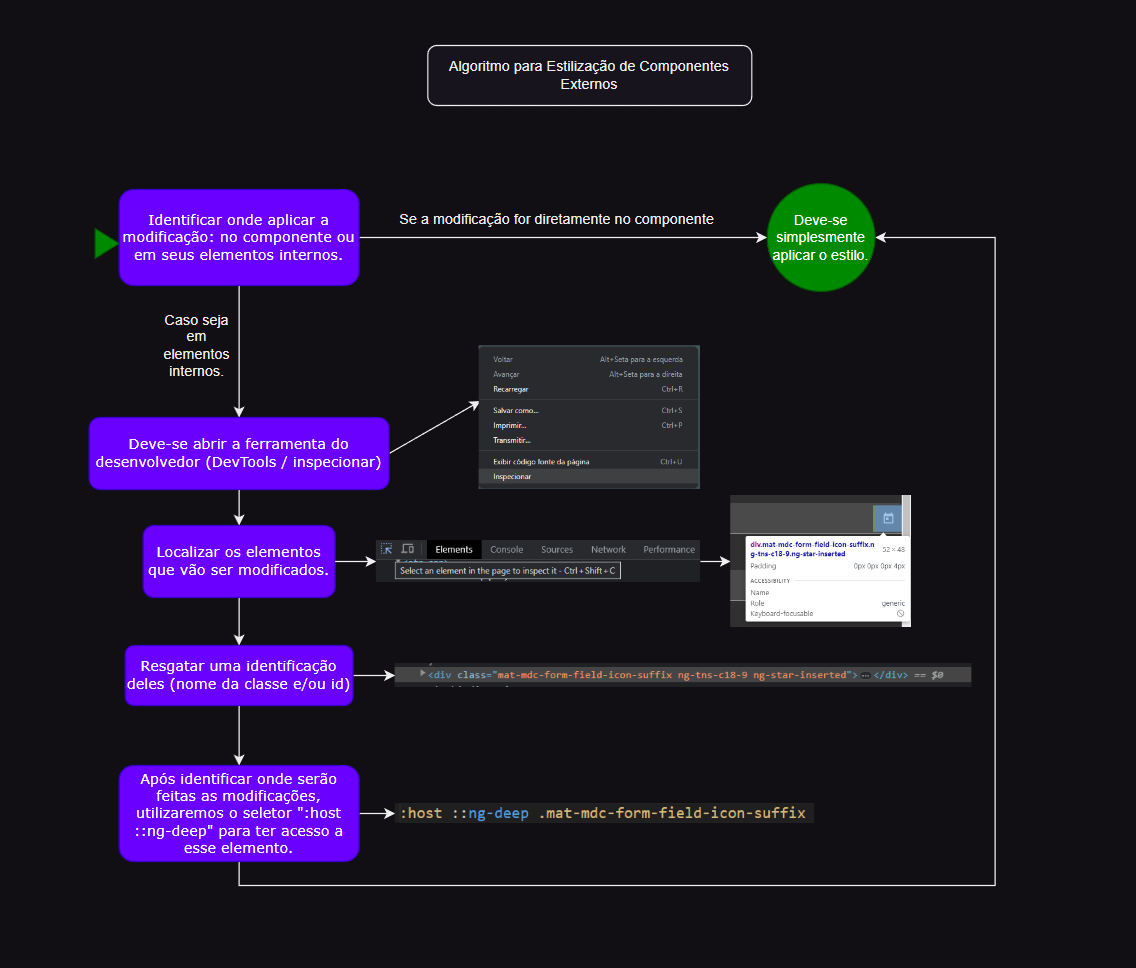 Algoritmo para Estilização de Componentes
Externos
Identificar onde aplicar a
modificação: no componente ou
em seus elementos internos.
Se a modificação for diretamente no componente
Deve-se
simplesmente
aplicar o estilo.
Caso seja
em
elementos
internos.
Deve-se abrir a ferramenta do
desenvolvedor (DevTools / inspecionar)
Voltar Alt+Seta para a esquerda
Avançar Alt+Seta para a direita
Recarregar Ctrl+R
Salvar como... Ctrl+S
Imprimir... Ctrl+P
Transmitir...
Exibir código fonte da página Ctrl+U
Inspecionar
Localizar os elementos
que vão ser modificados.
Elements Console Sources Network Performance
Select an element in the page to inspect it - Ctrl + Shift + C
div.mat-mdc-form-field-icon-suffix.n
g-tns-c18-9.ng-star-inserted 52 × 48
Padding 0px 0px 0px 4px
ACCESSIBILITY
Name
Role generic
Keyboard-focusable
Resgatar uma identificação
deles (nome da classe e/ou id)
<div class="mat-mdc-form-field-icon-suffix ng-tns-c18-9 ng-star-inserted">…</div> == $0
Após identificar onde serão
feitas as modificações,
utilizaremos o seletor ":host
::ng-deep" para ter acesso a
esse elemento.
:host ::ng-deep .mat-mdc-form-field-icon-suffix